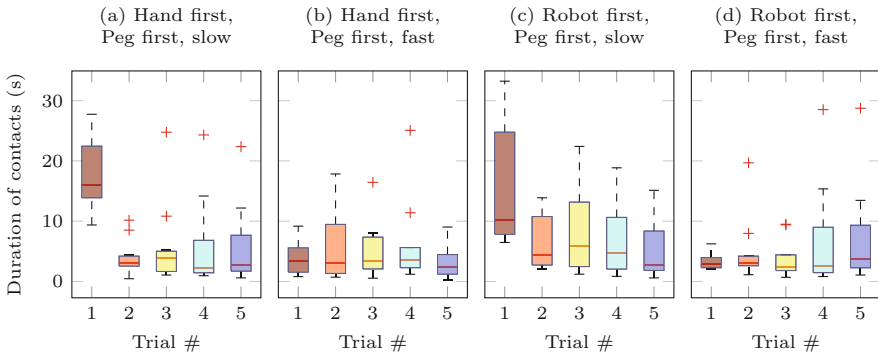 (a) Hand first,
Peg first, slow
(b) Hand first,
Peg first, fast
(c) Robot first,
Peg first, slow
(d) Robot first,
Peg first, fast
Duration of contacts (s)
30
20
10
0
1 2 3 4 5
1 2 3 4 5
1 2 3 4 5
1 2 3 4 5
Trial #
Trial #
Trial #
Trial #